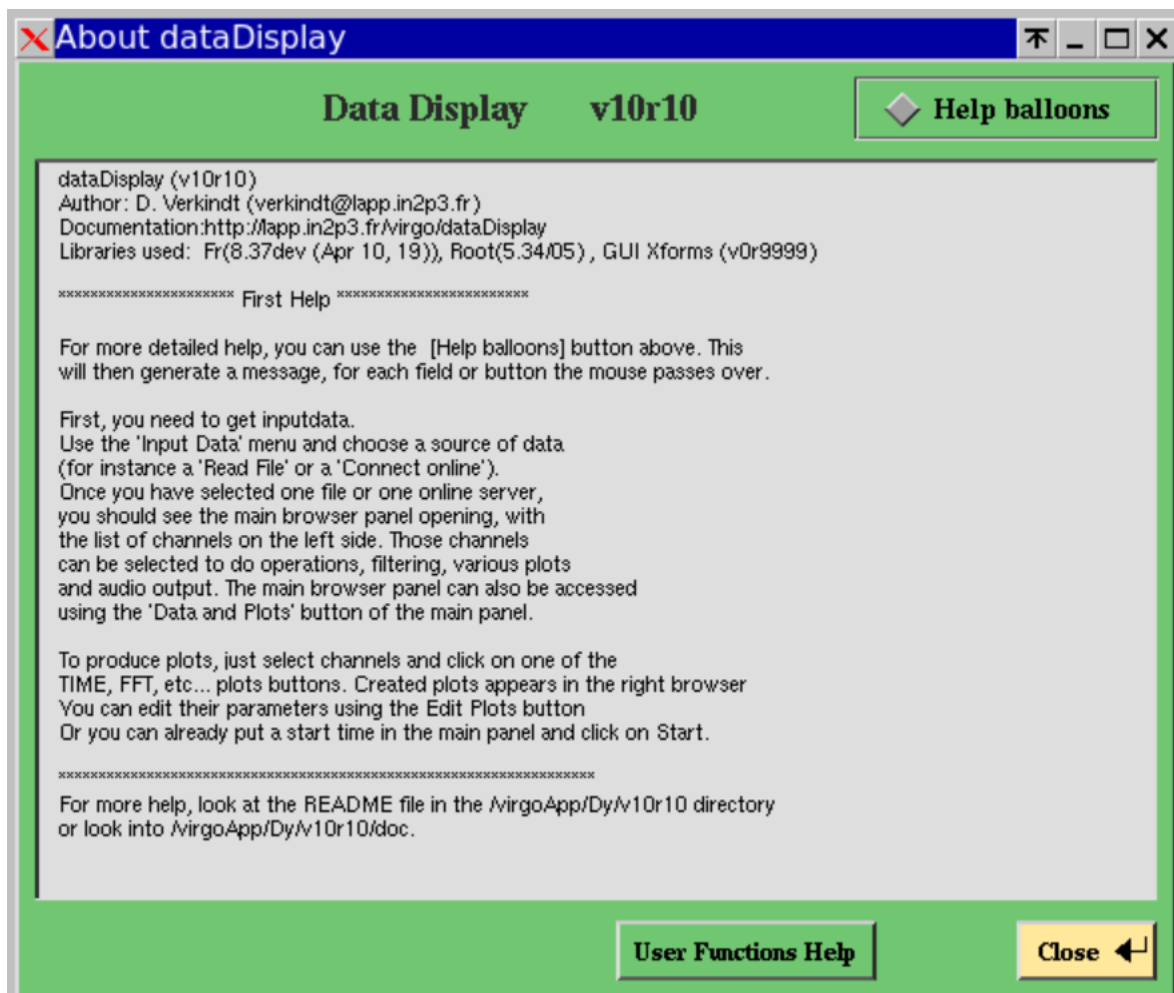 About dataDisplay
Data Display v10r10
Help balloons
dataDisplay (v10r10)
Author: D. Verkindt (verkindt@lapp.in2p3.fr)
Documentation:http://lapp.in2p3.fr/virgo/dataDisplay
Libraries used: Fr(8.37dev (Apr 10, 19)), Root(5.34/05) , GUI Xforms (v0r9999)
********************** First Help ************************
For more detailed help, you can use the [Help balloons] button above. This
will then generate a message, for each field or button the mouse passes over.
First, you need to get inputdata.
Use the 'Input Data' menu and choose a source of data
(for instance a 'Read File' or a 'Connect online').
Once you have selected one file or one online server,
you should see the main browser panel opening, with
the list of channels on the left side. Those channels
can be selected to do operations, filtering, various plots
and audio output. The main browser panel can also be accessed
using the 'Data and Plots' button of the main panel.
To produce plots, just select channels and click on one of the
TIME, FFT, etc... plots buttons. Created plots appears in the right browser
You can edit their parameters using the Edit Plots button
Or you can already put a start time in the main panel and click on Start.
*******************************************************************
For more help, look at the README file in the /virgoApp/Dy/v10r10 directory
or look into /virgoApp/Dy/v10r10/doc.
User Functions Help
Close